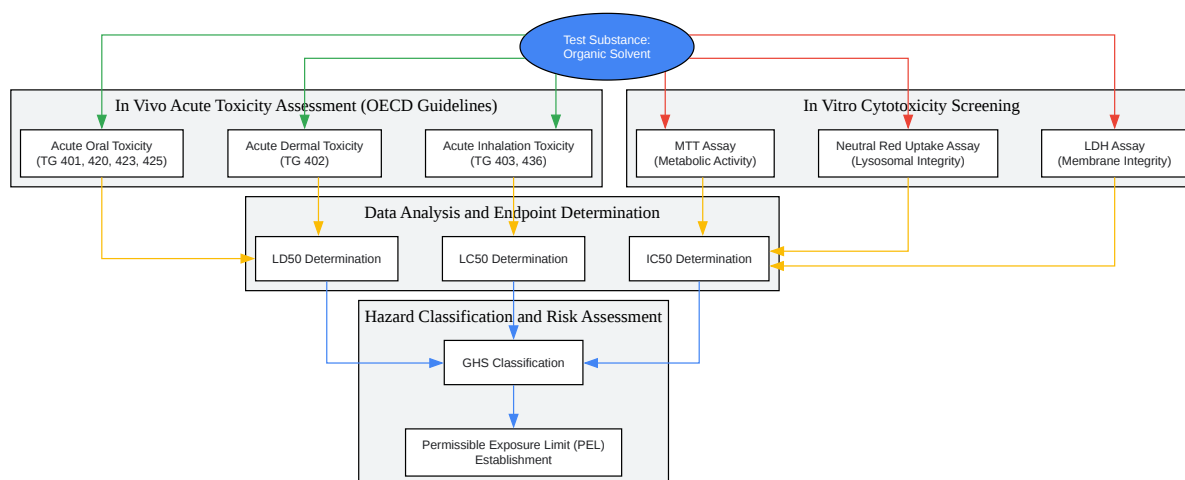 Test Substance:
Organic Solvent
In Vivo Acute Toxicity Assessment (OECD Guidelines)
In Vitro Cytotoxicity Screening
Acute Oral Toxicity
(TG 401, 420, 423, 425)
Acute Dermal Toxicity
(TG 402)
Acute Inhalation Toxicity
(TG 403, 436)
MTT Assay
(Metabolic Activity)
Neutral Red Uptake Assay
(Lysosomal Integrity)
LDH Assay
(Membrane Integrity)
Data Analysis and Endpoint Determination
LD50 Determination
LC50 Determination
IC50 Determination
Hazard Classification and Risk Assessment
GHS Classification
Permissible Exposure Limit (PEL)
Establishment